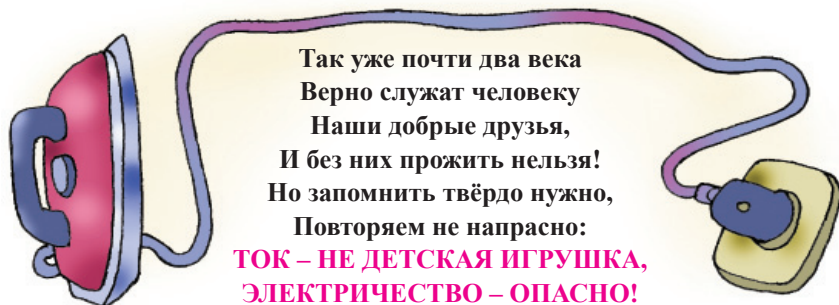 Так уже почти два века
Верно служат человеку
Наши добрые друзья,
И без них прожить нельзя!
Но запомнить твёрдо нужно,
Повторяем не напрасно:
ТОК – НЕ ДЕТСКАЯ ИГРУШКА,
ЭЛЕКТРИЧЕСТВО – ОПАСНО!